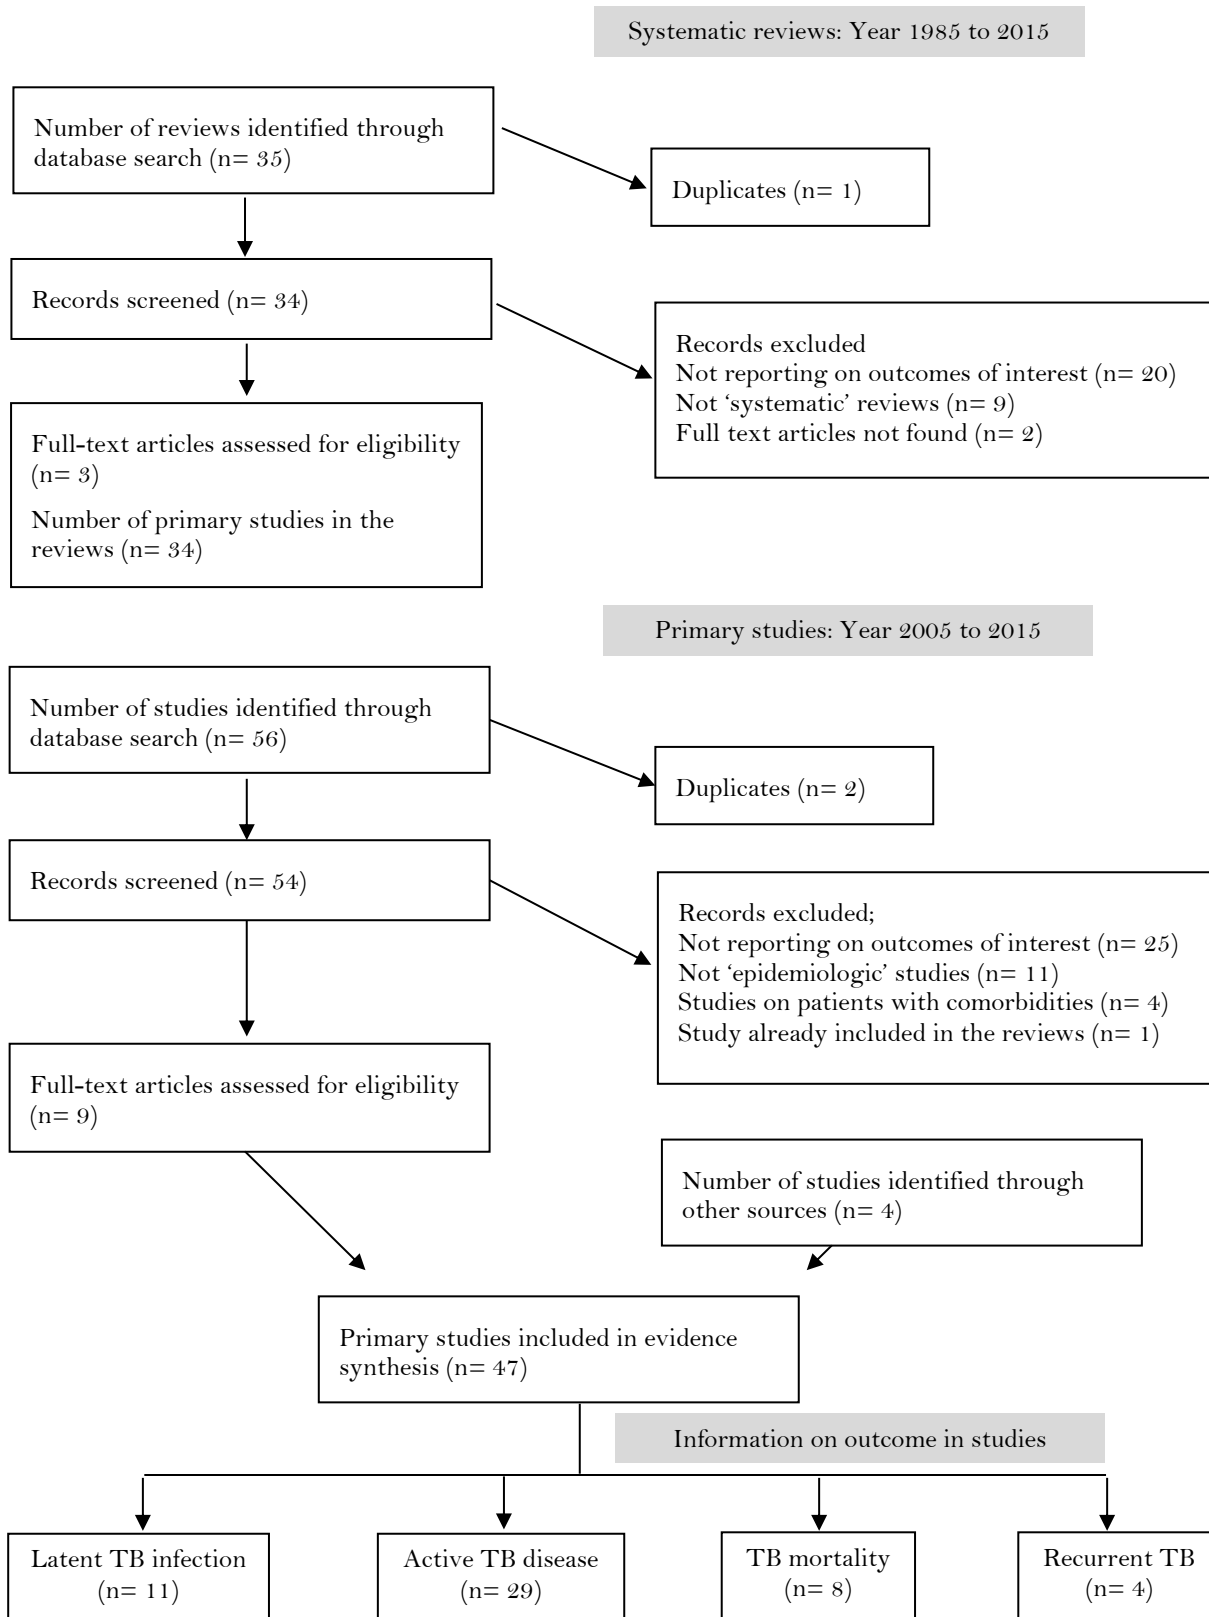 Systematic reviews: Year 1985 to 2015
Number of reviews identified through
database search (n= 35)
Duplicates (n= 1)
Records screened (n= 34)
Records excluded
Not reporting on outcomes of interest (n= 20)
Not ‘systematic’ reviews (n= 9)
Full text articles not found (n= 2)
Full-text articles assessed for eligibility
(n= 3)
Number of primary studies in the
reviews (n= 34)
Primary studies: Year 2005 to 2015
Number of studies identified through
database search (n= 56)
Duplicates (n= 2)
Records screened (n= 54)
Records excluded;
Not reporting on outcomes of interest (n= 25)
Not ‘epidemiologic’ studies (n= 11)
Studies on patients with comorbidities (n= 4)
Study already included in the reviews (n= 1)
Full-text articles assessed for eligibility
(n= 9)
Number of studies identified through
other sources (n= 4)
Primary studies included in evidence
synthesis (n= 47)
Information on outcome in studies
Latent TB infection
(n= 11)
Active TB disease
(n= 29)
TB mortality
(n= 8)
Recurrent TB
(n= 4)